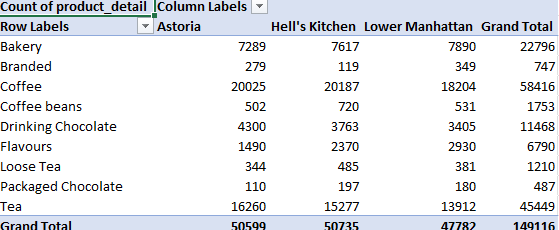 Count of product_detail Column Labels
Row Labels Astoria Hell's Kitchen Lower Manhattan Grand Total
Bakery 7289 7617 7890 22796
Branded 279 119 349 747
Coffee 20025 20187 18204 58416
Coffee beans 502 720 531 1753
Drinking Chocolate 4300 3763 3405 11468
Flavours 1490 2370 2930 6790
Loose Tea 344 485 381 1210
Packaged Chocolate 110 197 180 487
Tea 16260 15277 13912 45449
Grand Total 50599 50735 47782 149116